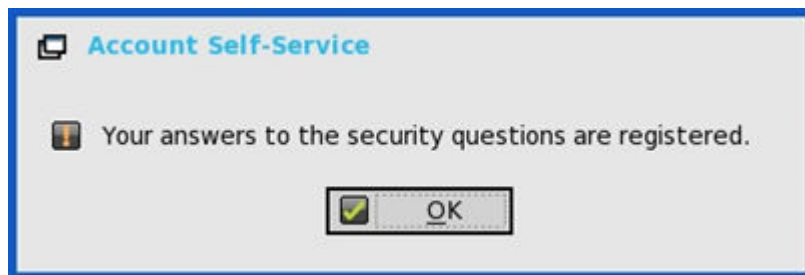 Account Self-Service
Your answers to the security questions are registered.
OK